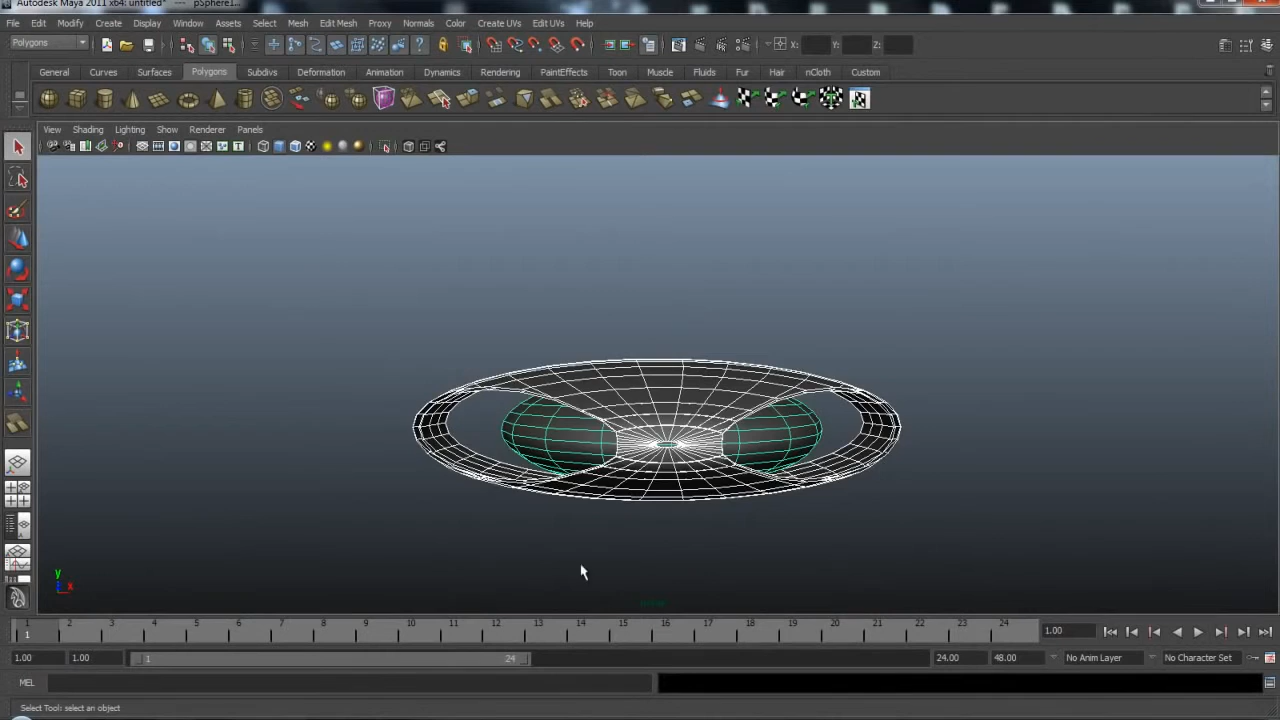 Autodesk Maya 2011 x64: untitled* --- pSphere1...
File Edit Modify Create Display Window Assets Select Mesh Edit Mesh Proxy Normals Color Create UVs Edit UVs Help
Polygons X: Y: Z:
General Curves Surfaces Polygons Subdivs Deformation Animation Dynamics Rendering PaintEffects Toon Muscle Fluids Fur Hair nCloth Custom
View Shading Lighting Show Renderer Panels
y
x
1 2 3 4 5 6 7 8 9 10 11 12 13 14 15 16 17 18 19 20 21 22 23 24
1 1.00
1.00 1.00 1 24 24.00 48.00 No Anim Layer No Character Set
MEL
Select Tool: select an object